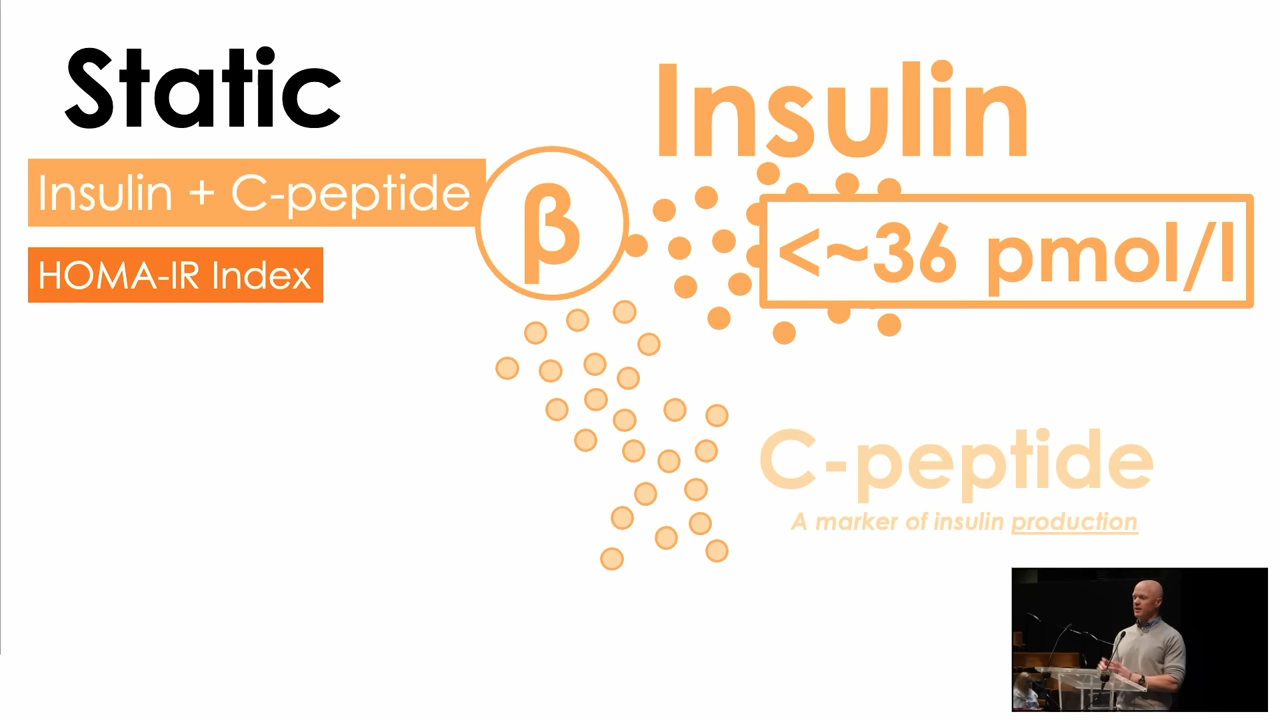 Static
Insulin + C-peptide
HOMA-IR Index
β
Insulin
<~36 pmol/l
C-peptide
A marker of insulin production